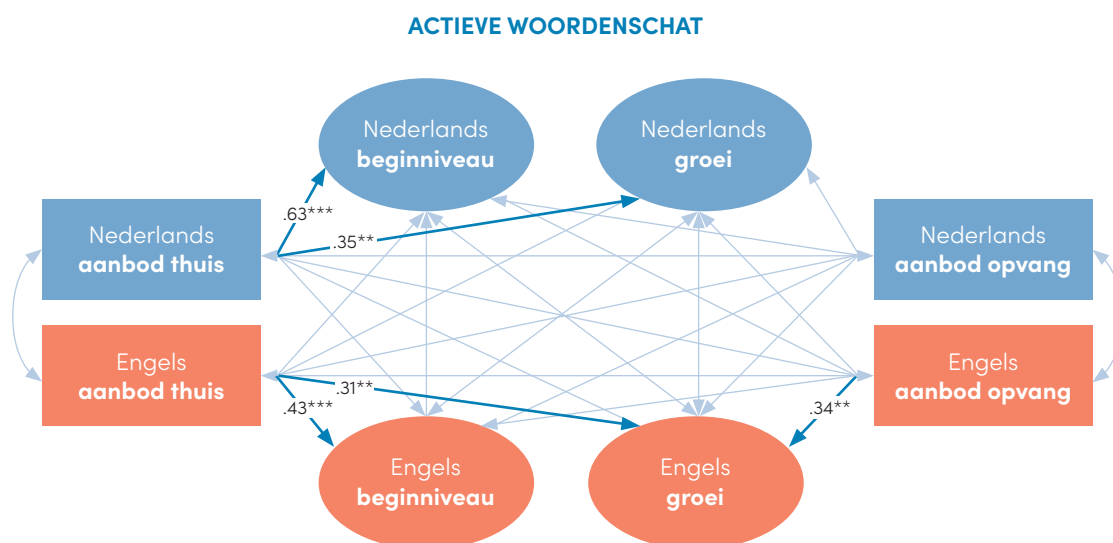 ACTIEVE WOORDENSCHAT
Nederlands
beginniveau
Nederlands
groei
.63***
.35**
Nederlands
aanbod thuis
Nederlands
aanbod opvang
Engels
aanbod thuis
Engels
aanbod opvang
.31**
.43***
.34**
Engels
beginniveau
Engels
groei